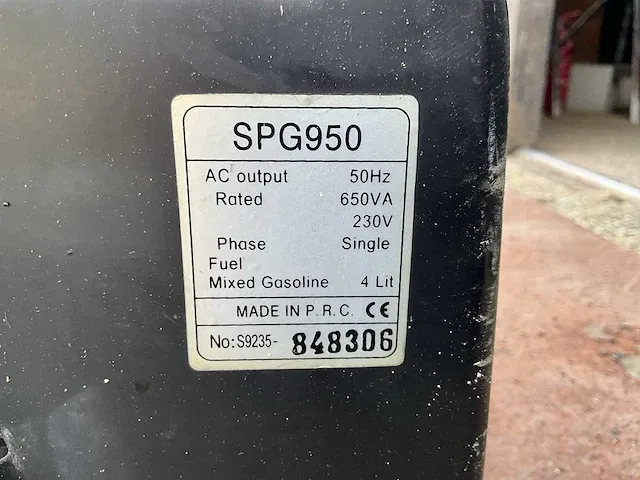 SPG950
AC output 50Hz
Rated 650VA
230V
Phase Single
Fuel
Mixed Gasoline 4 Lit
MADE IN P.R.C. CE
No:S9235- 848306